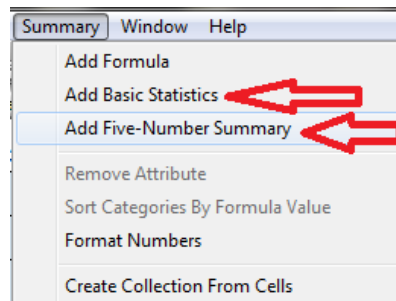 Summary Window Help
Add Formula
Add Basic Statistics
Add Five-Number Summary
Remove Attribute
Sort Categories By Formula Value
Format Numbers
Create Collection From Cells